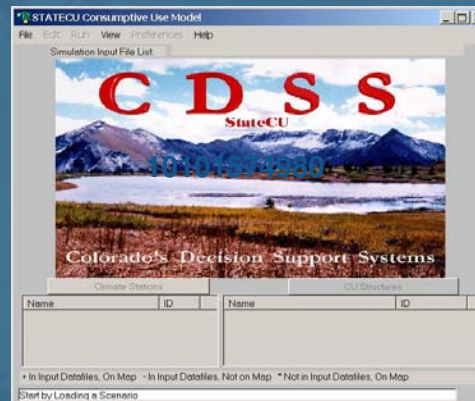 STATECU Consumptive Use Model
File Edit Run View Preferences Help
Simulation Input File List:
C D S S
StateCU
10101574980
Colorado's Decision Support Systems
Climate Stations CU Structures
Name ID Name ID
+ In Input Datafiles, On Map - In Input Datafiles, Not on Map * Not in Input Datafiles, On Map
Start by Loading a Scenario